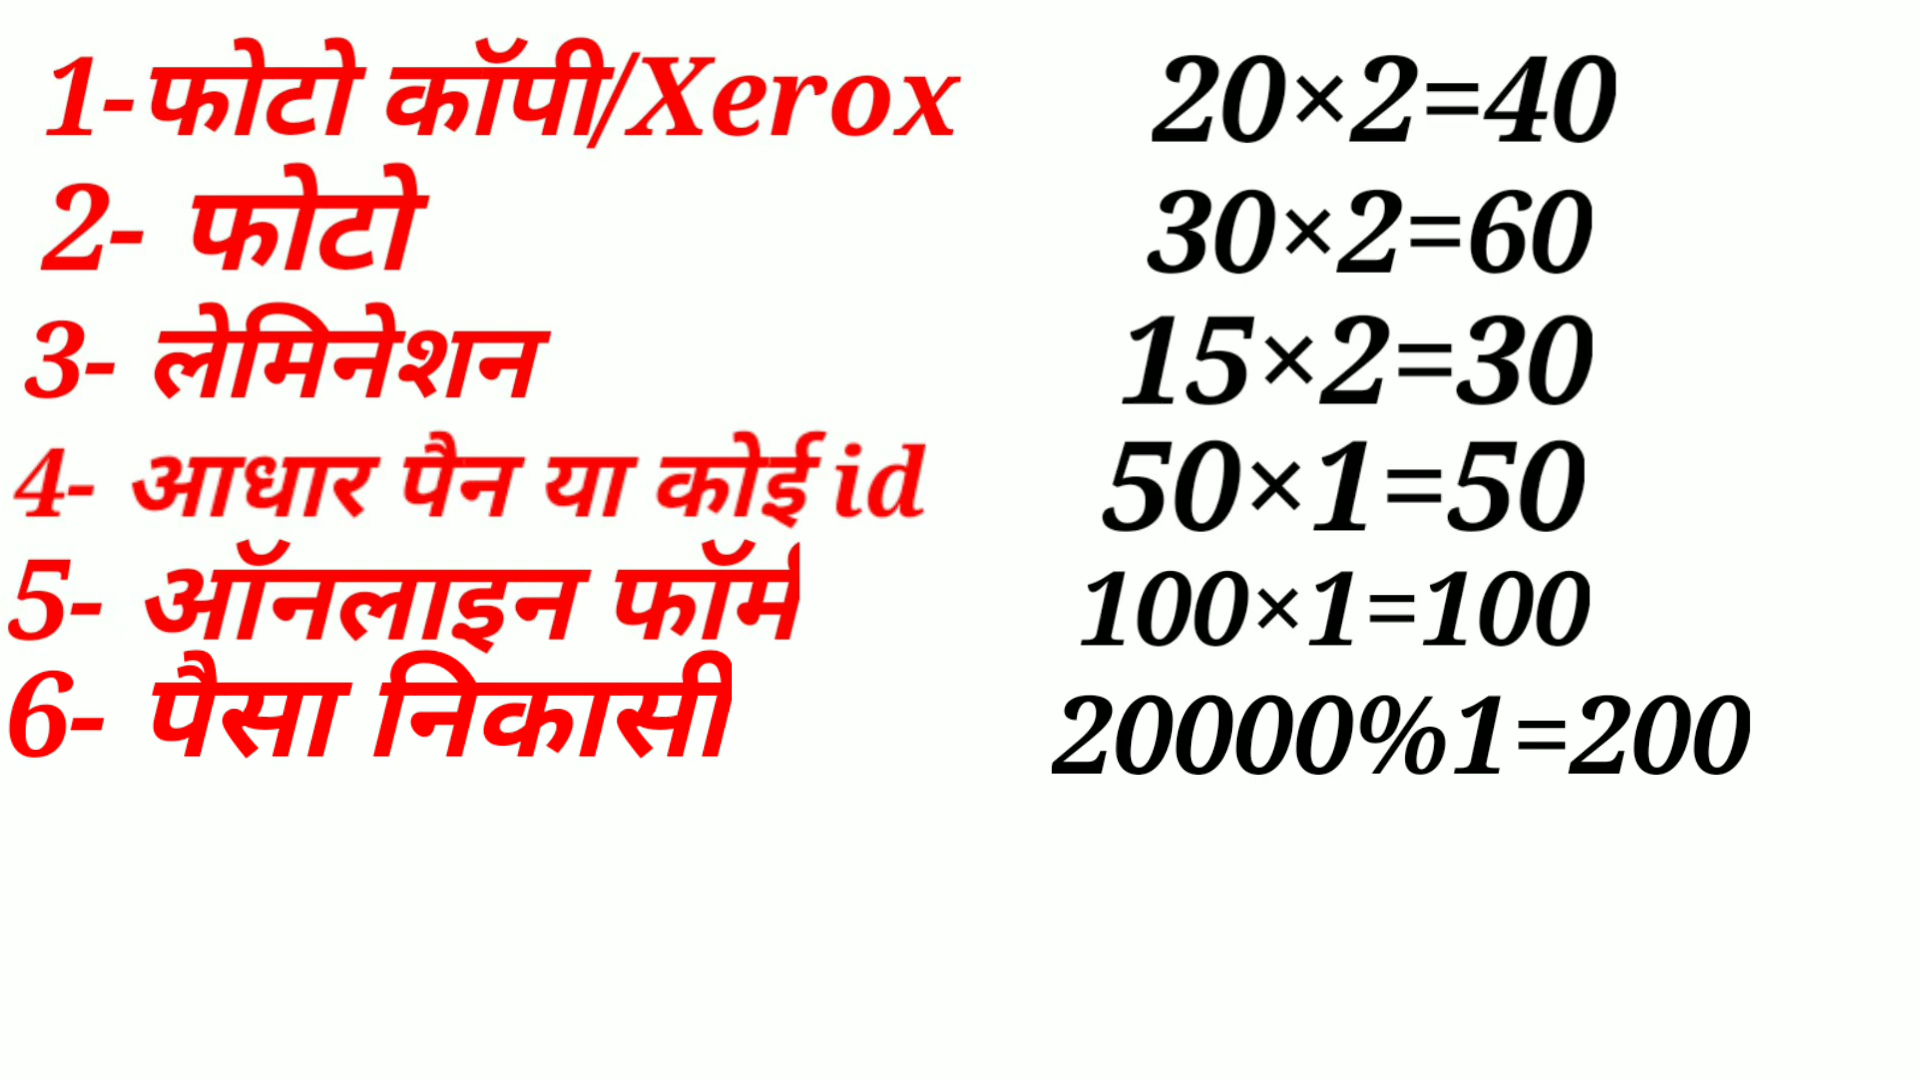 1-फोटो कॉपी/Xerox 20×2=40
2- फोटो 30×2=60
3- लेमिनेशन 15×2=30
4- आधार पैन या कोई id 50×1=50
5- ऑनलाइन फॉर्म 100×1=100
6- पैसा निकासी 20000%1=200